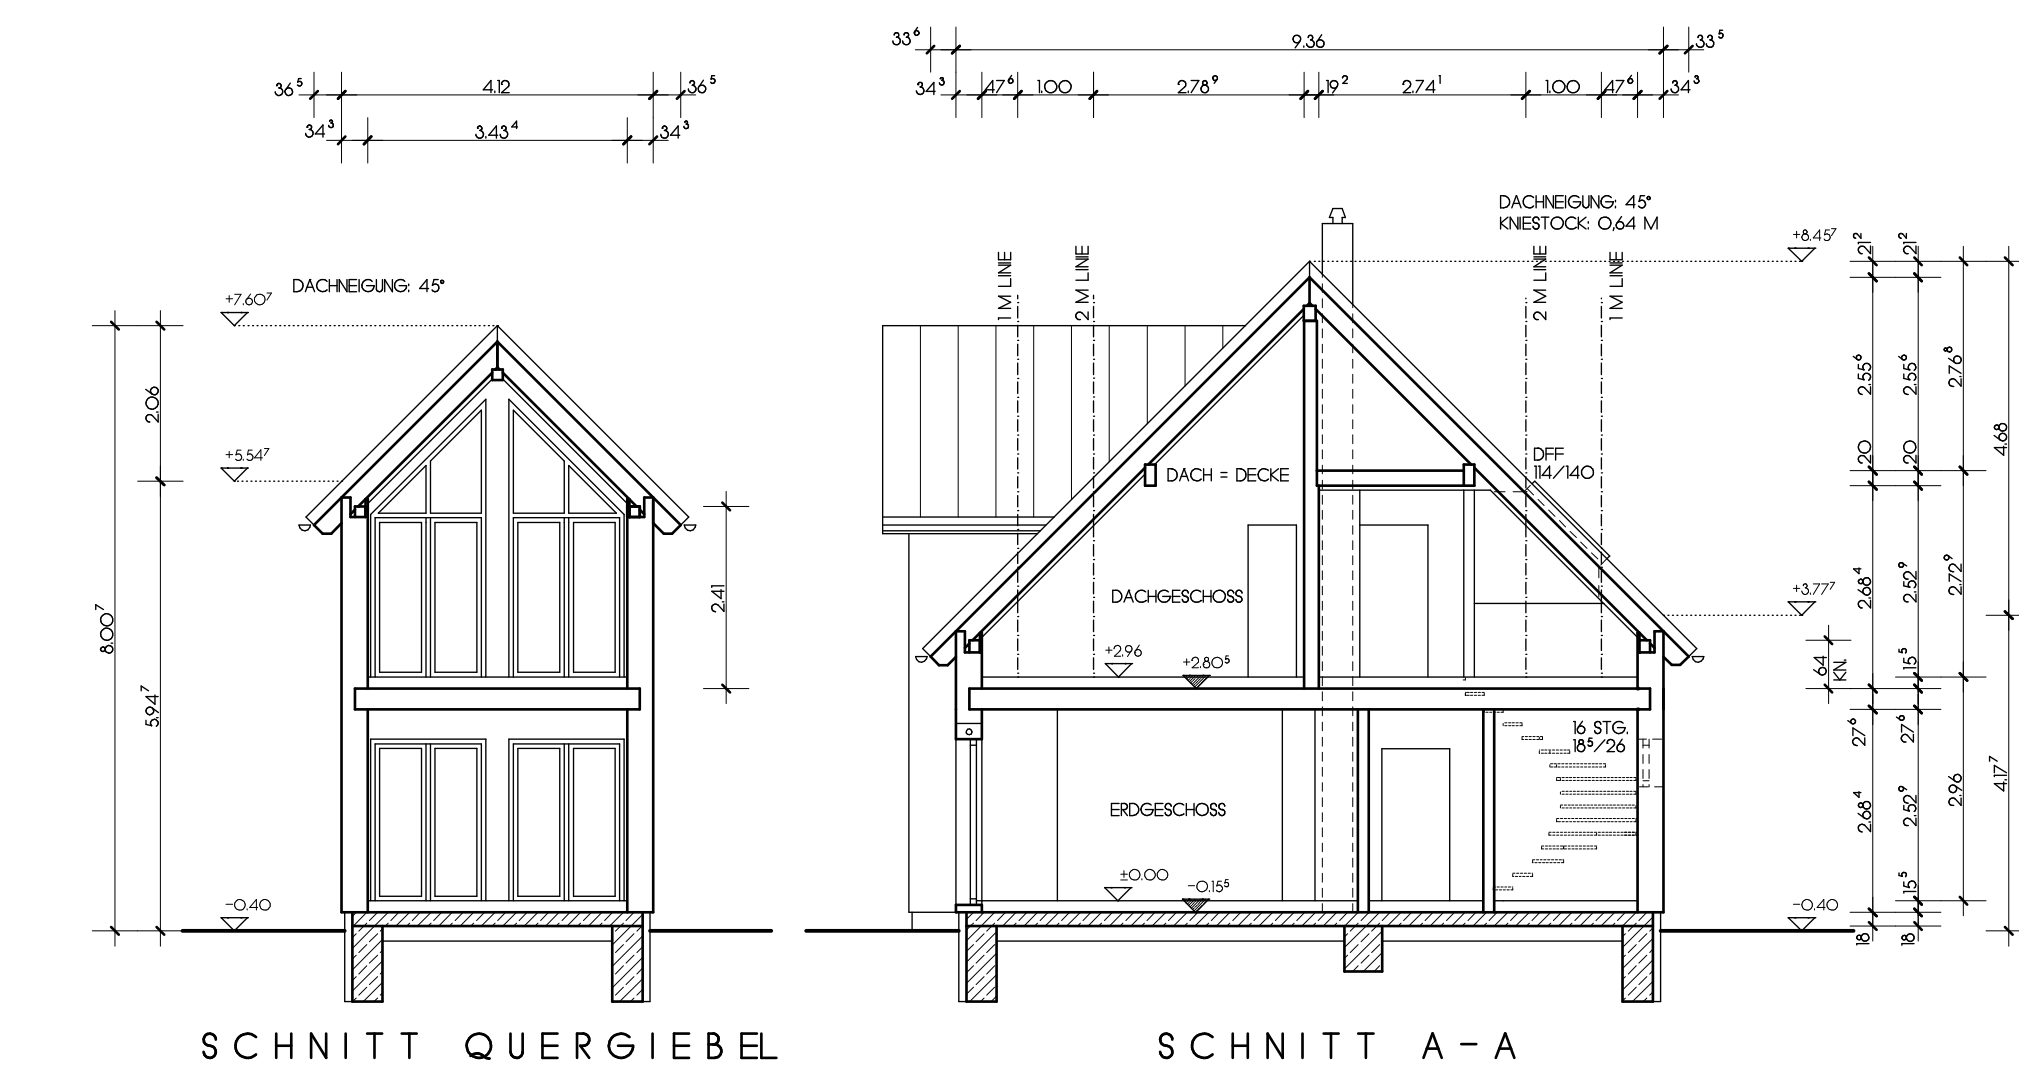 36⁵ 4.12 36⁵
34³ 3.43⁴ 34³
DACHNEIGUNG: 45°
+7.60⁷
+5.54⁷
-0.40
8.00⁷
2.06
5.94⁷
2.41
SCHNITT QUERGIEBEL
33⁶ 9.36 33⁵
34³ 47⁶ 1.00 2.78⁹ 19² 2.74¹ 1.00 47⁶ 34³
DACHNEIGUNG: 45°
KNIESTOCK: 0,64 M
1 M LINIE
2 M LINIE
2 M LINIE
1 M LINIE
+8.45⁷
DFF
114/140
DACH = DECKE
DACHGESCHOSS
+3.77⁷
+2.96
+2.80⁵
16 STG.
18⁵/26
ERDGESCHOSS
±0.00
-0.15⁵
-0.40
64
KN.
21²
2.55⁶
20
2.68⁴
27⁶
2.68⁴
18
21²
2.55⁶
20
2.52⁹
15⁵
27⁶
2.52⁹
15⁵
18
2.76⁸
2.72⁹
2.96
4.68
4.17⁷
SCHNITT A-A